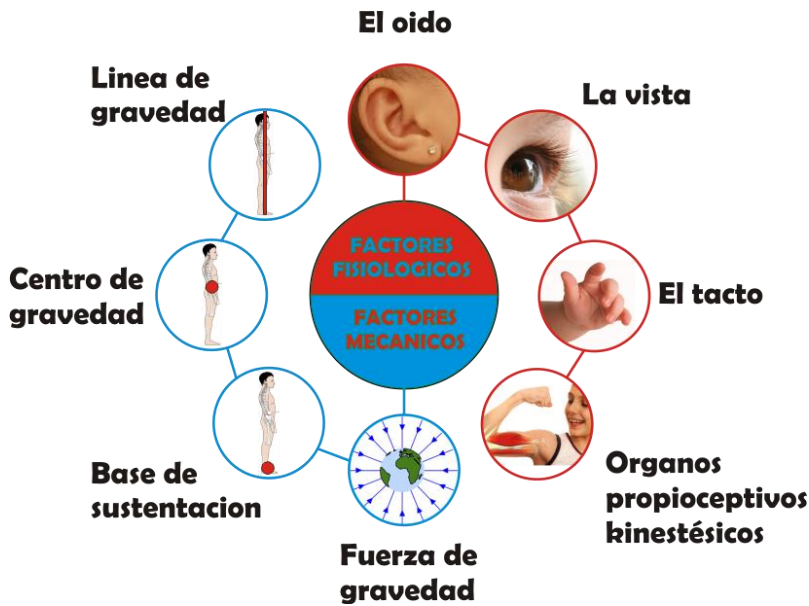 El oido
La vista
El tacto
Organos
propioceptivos
kinestésicos
Linea de
gravedad
Centro de
gravedad
Base de
sustentacion
Fuerza de
gravedad
FACTORES
FISIOLOGICOS
FACTORES
MECANICOS